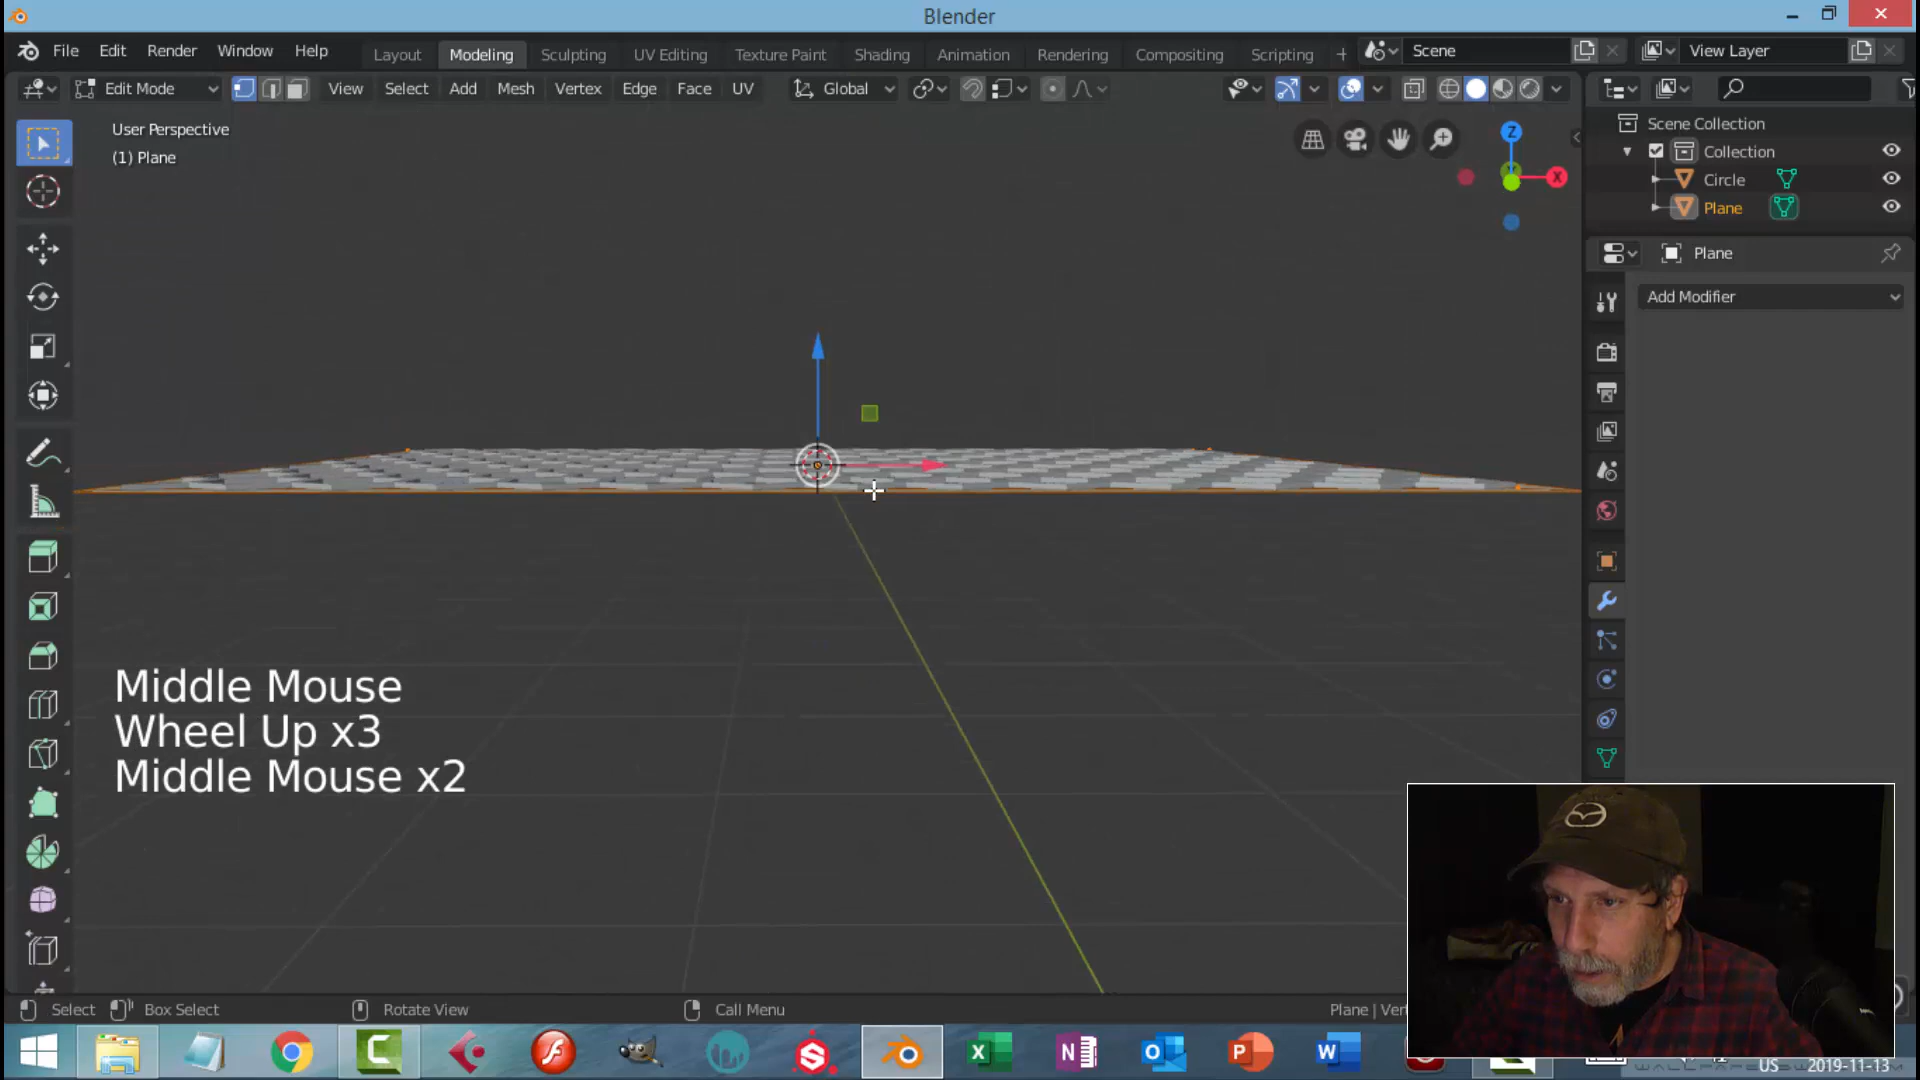 Blender
File Edit Render Window Help Layout Modeling Sculpting UV Editing Texture Paint Shading Animation Rendering Compositing Scripting + Scene View Layer
Edit Mode View Select Add Mesh Vertex Edge Face UV Global
User Perspective
(1) Plane
Z
X
Scene Collection
Collection
Circle
Plane
Plane
Add Modifier
Middle Mouse
Wheel Up x3
Middle Mouse x2
Select Box Select Rotate View Call Menu Plane | Vert
US 2019-11-13